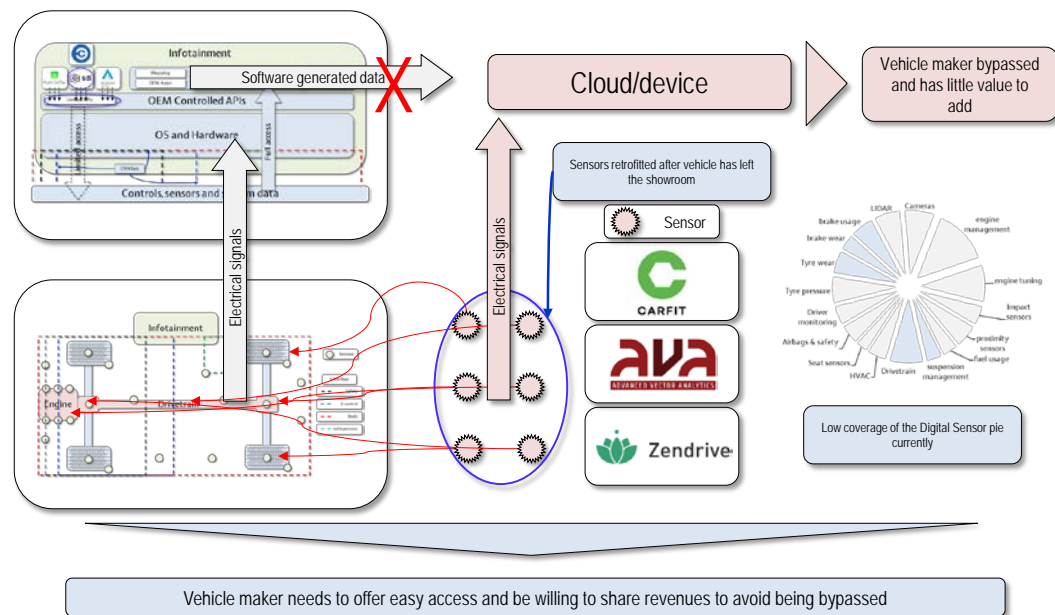 Infotainment
Software generated data
OEM Controlled APIs
OS and Hardware
Limited access
Full access
Controls, sensors and system data
Electrical signals
Cloud/device
Vehicle maker bypassed
and has little value to
add
Sensors retrofitted after vehicle has left
the showroom
Sensor
Electrical signals
CARFIT
AVA
ADVANCED VECTOR ANALYTICS
Zendrive
LIDAR
Cameras
engine
management
engine tuning
Impact
sensors
proximity
sensors
fuel usage
suspension
management
Drivetrain
HVAC
Seat sensors
Airbags & safety
Driver
monitoring
Tyre pressure
Tyre wear
brake wear
brake usage
Low coverage of the Digital Sensor pie
currently
Infotainment
Engine
Drivetrain
Vehicle maker needs to offer easy access and be willing to share revenues to avoid being bypassed